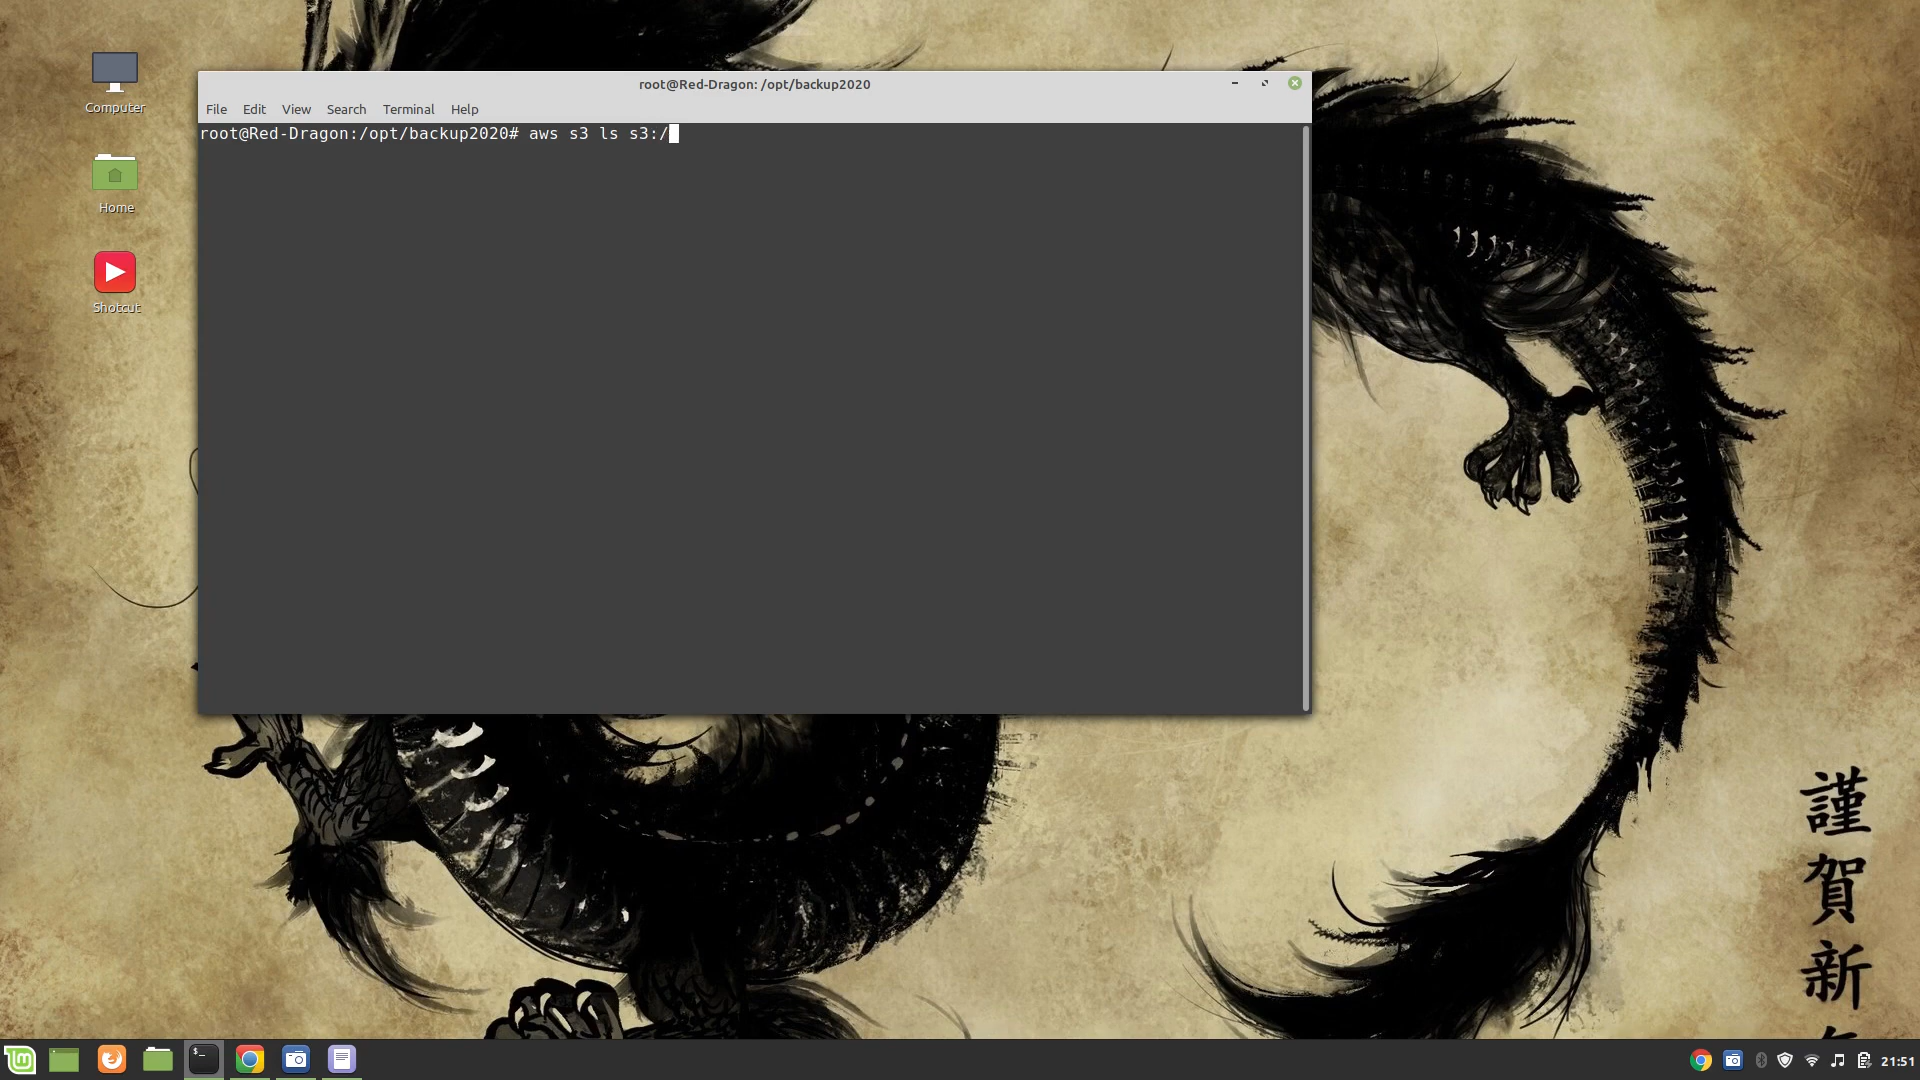 root@Red-Dragon: /opt/backup2020
File Edit View Search Terminal Help
root@Red-Dragon:/opt/backup2020# aws s3 ls s3:/
Computer
Home
Shotcut
謹
賀
新
$_
21:51